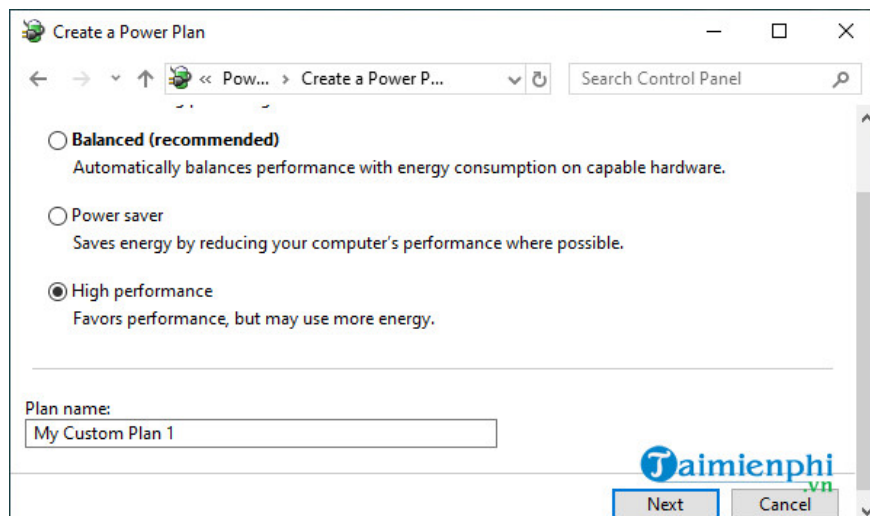 Create a Power Plan
« Pow... > Create a Power P...
Search Control Panel
Balanced (recommended)
Automatically balances performance with energy consumption on capable hardware.
Power saver
Saves energy by reducing your computer's performance where possible.
High performance
Favors performance, but may use more energy.
Plan name:
My Custom Plan 1
Taimienphi
.vn
Next
Cancel